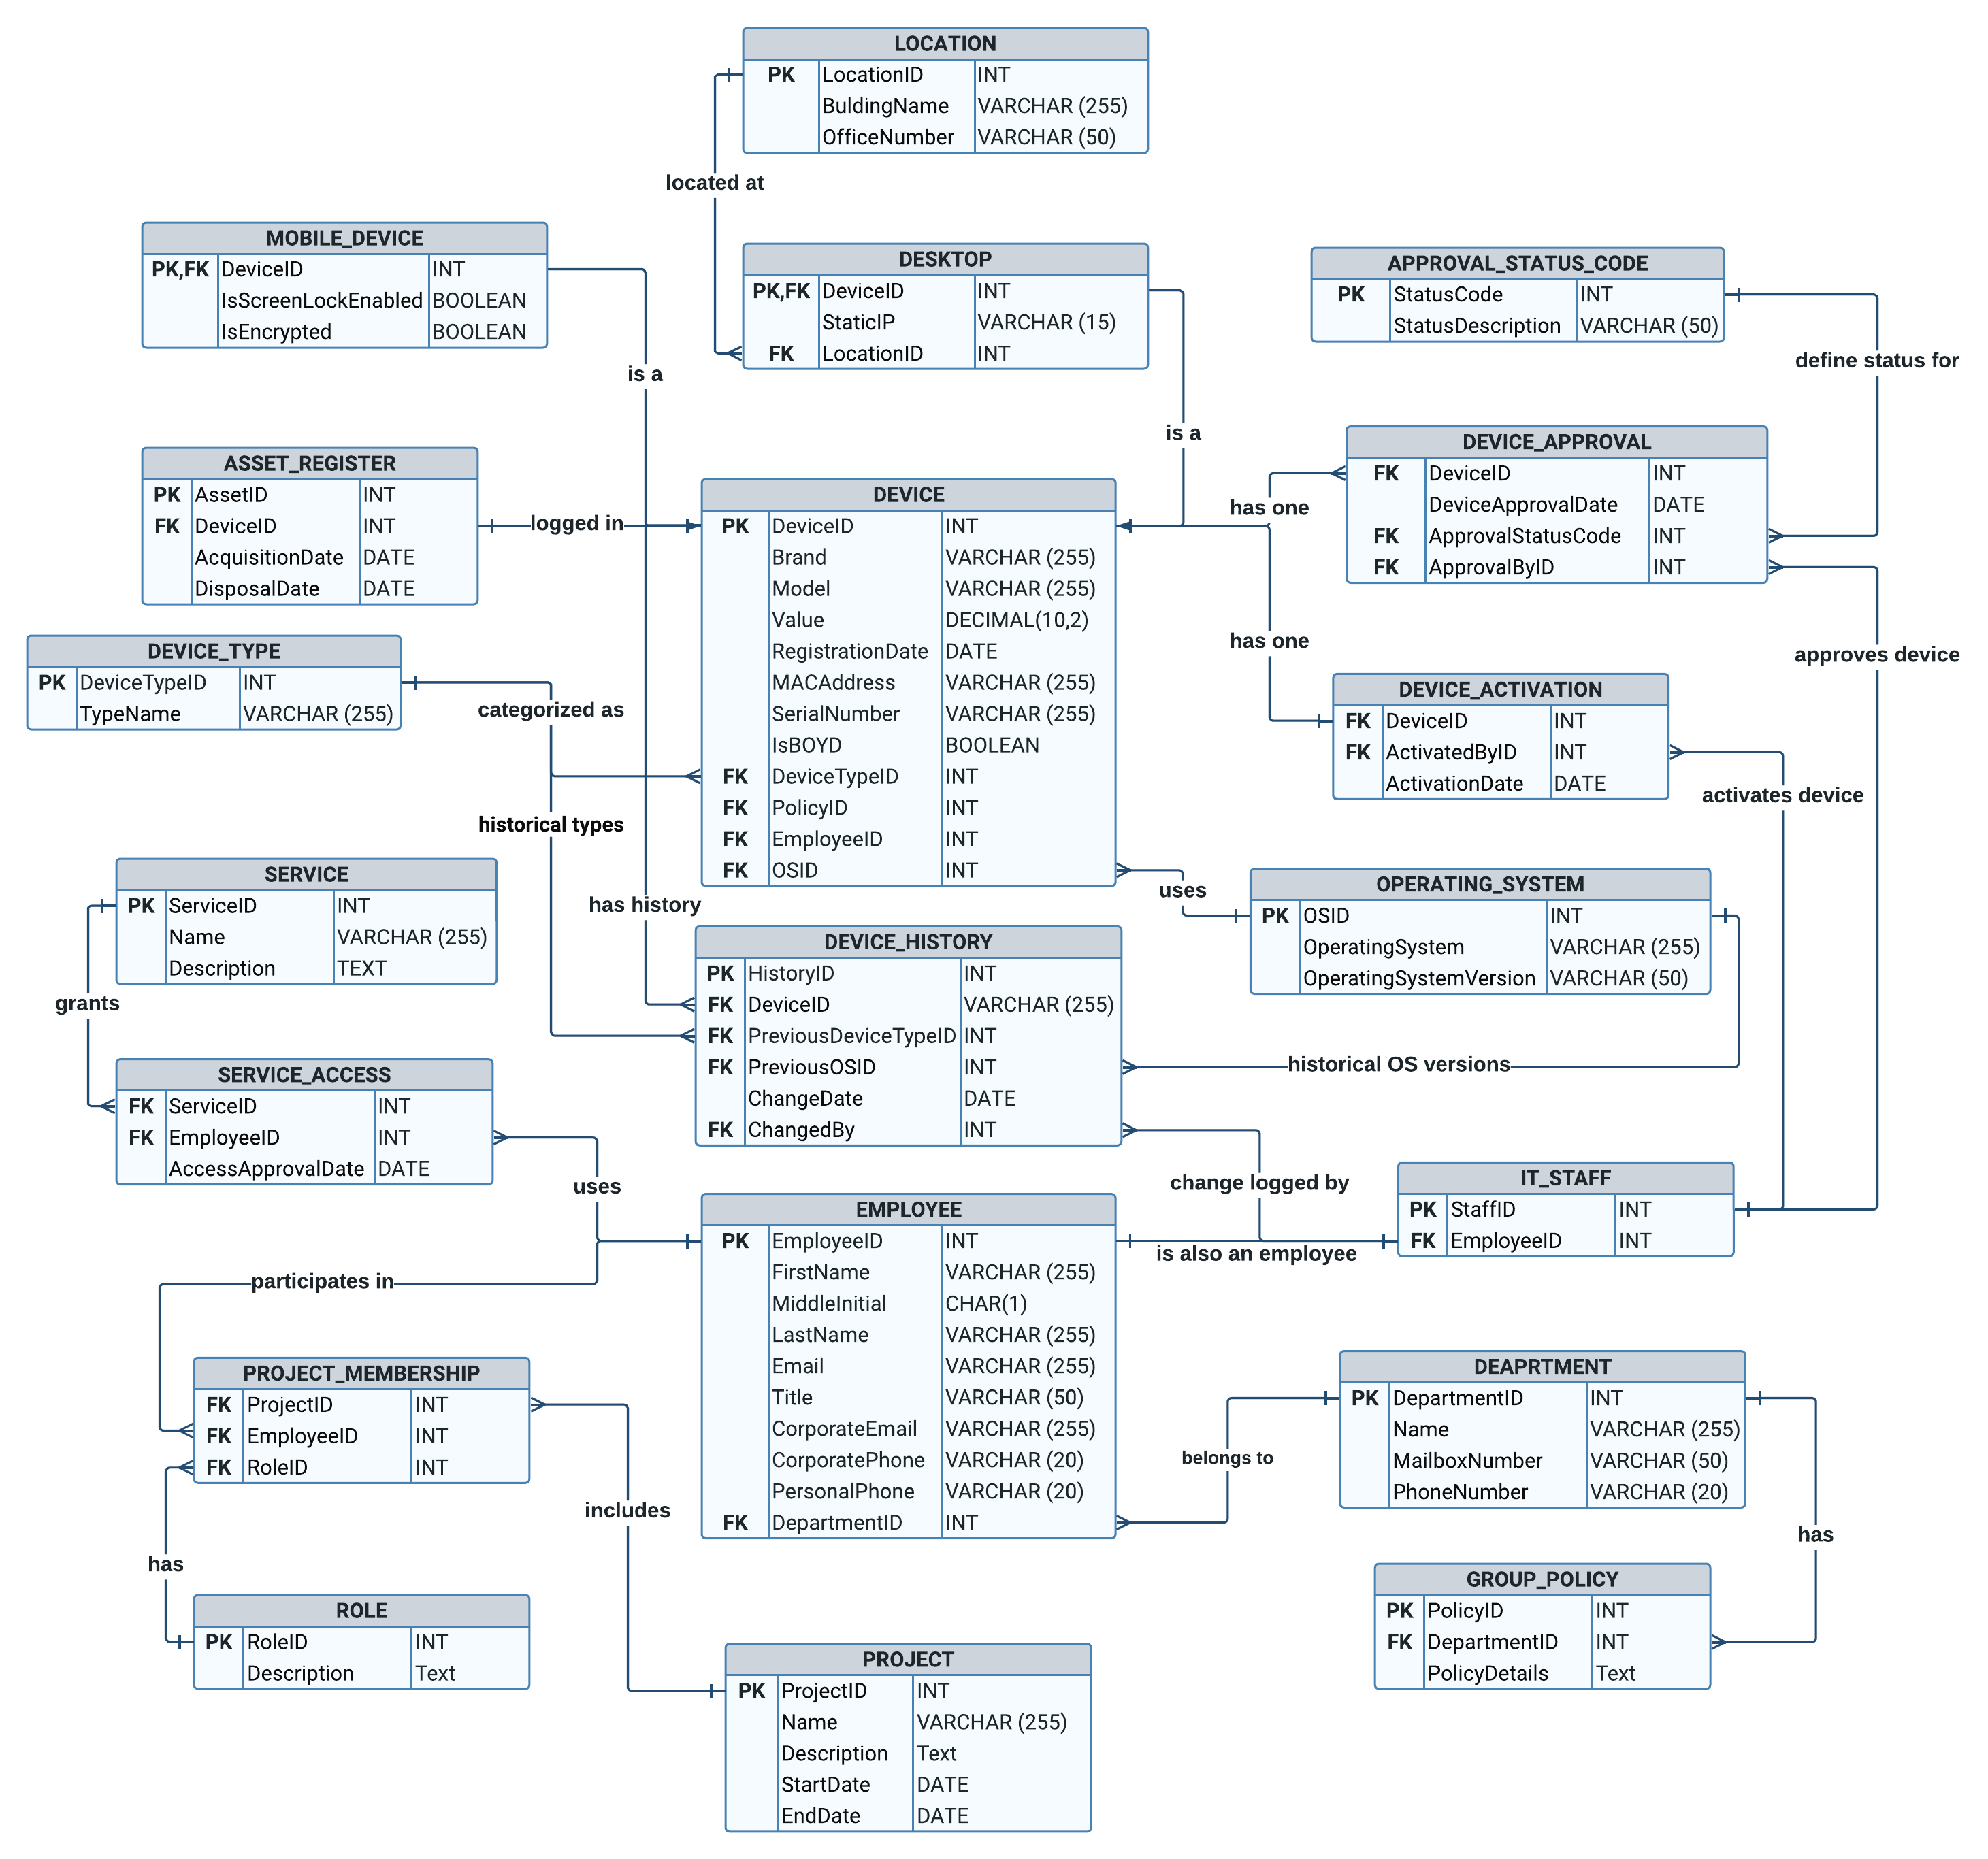 LOCATION
PK LocationID INT
BuldingName VARCHAR (255)
OfficeNumber VARCHAR (50)
located at
MOBILE_DEVICE
PK,FK DeviceID INT
IsScreenLockEnabled BOOLEAN
IsEncrypted BOOLEAN
is a
DESKTOP
PK,FK DeviceID INT
StaticIP VARCHAR (15)
FK LocationID INT
is a
APPROVAL_STATUS_CODE
PK StatusCode INT
StatusDescription VARCHAR (50)
define status for
ASSET_REGISTER
PK AssetID INT
FK DeviceID INT
AcquisitionDate DATE
DisposalDate DATE
logged in
DEVICE
PK DeviceID INT
Brand VARCHAR (255)
Model VARCHAR (255)
Value DECIMAL(10,2)
RegistrationDate DATE
MACAddress VARCHAR (255)
SerialNumber VARCHAR (255)
IsBOYD BOOLEAN
FK DeviceTypeID INT
FK PolicyID INT
FK EmployeeID INT
FK OSID INT
has one
DEVICE_APPROVAL
FK DeviceID INT
DeviceApprovalDate DATE
FK ApprovalStatusCode INT
FK ApprovalByID INT
has one
approves device
DEVICE_TYPE
PK DeviceTypeID INT
TypeName VARCHAR (255)
categorized as
historical types
DEVICE_ACTIVATION
FK DeviceID INT
FK ActivatedByID INT
ActivationDate DATE
activates device
SERVICE
PK ServiceID INT
Name VARCHAR (255)
Description TEXT
grants
has history
uses
OPERATING_SYSTEM
PK OSID INT
OperatingSystem VARCHAR (255)
OperatingSystemVersion VARCHAR (50)
DEVICE_HISTORY
PK HistoryID INT
FK DeviceID VARCHAR (255)
FK PreviousDeviceTypeID INT
FK PreviousOSID INT
ChangeDate DATE
FK ChangedBy INT
historical OS versions
SERVICE_ACCESS
FK ServiceID INT
FK EmployeeID INT
AccessApprovalDate DATE
uses
change logged by
IT_STAFF
PK StaffID INT
FK EmployeeID INT
is also an employee
EMPLOYEE
PK EmployeeID INT
FirstName VARCHAR (255)
MiddleInitial CHAR(1)
LastName VARCHAR (255)
Email VARCHAR (255)
Title VARCHAR (50)
CorporateEmail VARCHAR (255)
CorporatePhone VARCHAR (20)
PersonalPhone VARCHAR (20)
FK DepartmentID INT
participates in
PROJECT_MEMBERSHIP
FK ProjectID INT
FK EmployeeID INT
FK RoleID INT
includes
has
belongs to
DEAPRTMENT
PK DepartmentID INT
Name VARCHAR (255)
MailboxNumber VARCHAR (50)
PhoneNumber VARCHAR (20)
has
ROLE
PK RoleID INT
Description Text
GROUP_POLICY
PK PolicyID INT
FK DepartmentID INT
PolicyDetails Text
PROJECT
PK ProjectID INT
Name VARCHAR (255)
Description Text
StartDate DATE
EndDate DATE